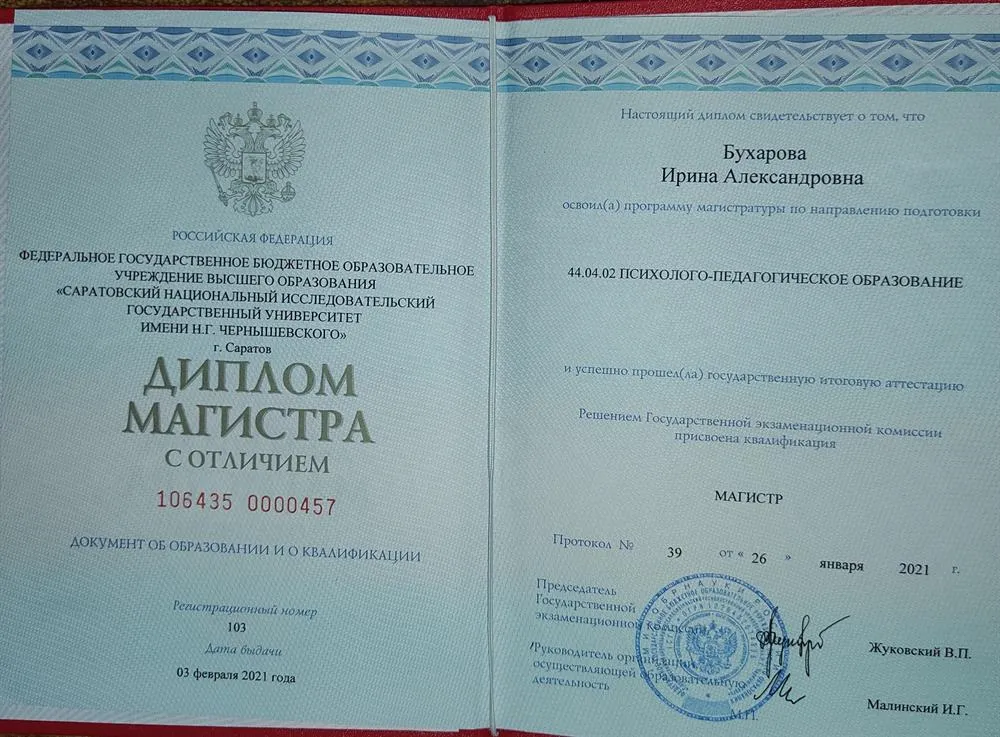 РОССИЙСКАЯ ФЕДЕРАЦИЯ
ФЕДЕРАЛЬНОЕ ГОСУДАРСТВЕННОЕ БЮДЖЕТНОЕ ОБРАЗОВАТЕЛЬНОЕ
УЧРЕЖДЕНИЕ ВЫСШЕГО ОБРАЗОВАНИЯ
«САРАТОВСКИЙ НАЦИОНАЛЬНЫЙ ИССЛЕДОВАТЕЛЬСКИЙ
ГОСУДАРСТВЕННЫЙ УНИВЕРСИТЕТ
ИМЕНИ Н.Г. ЧЕРНЫШЕВСКОГО»
г. Саратов
ДИПЛОМ
МАГИСТРА
С ОТЛИЧИЕМ
106435 0000457
ДОКУМЕНТ ОБ ОБРАЗОВАНИИ И О КВАЛИФИКАЦИИ
Регистрационный номер
103
Дата выдачи
03 февраля 2021 года
Настоящий диплом свидетельствует о том, что
Бухарова
Ирина Александровна
освоил(а) программу магистратуры по направлению подготовки
44.04.02 ПСИХОЛОГО-ПЕДАГОГИЧЕСКОЕ ОБРАЗОВАНИЕ
и успешно прошел(ла) государственную итоговую аттестацию
Решением Государственной экзаменационной комиссии
присвоена квалификация
МАГИСТР
Протокол № 39 от « 26 » января 2021 г.
Председатель
Государственной
экзаменационной комиссии
Жуковский В.П.
Руководитель организации,
осуществляющей образовательную
деятельность
Малинский И.Г.
М.П.